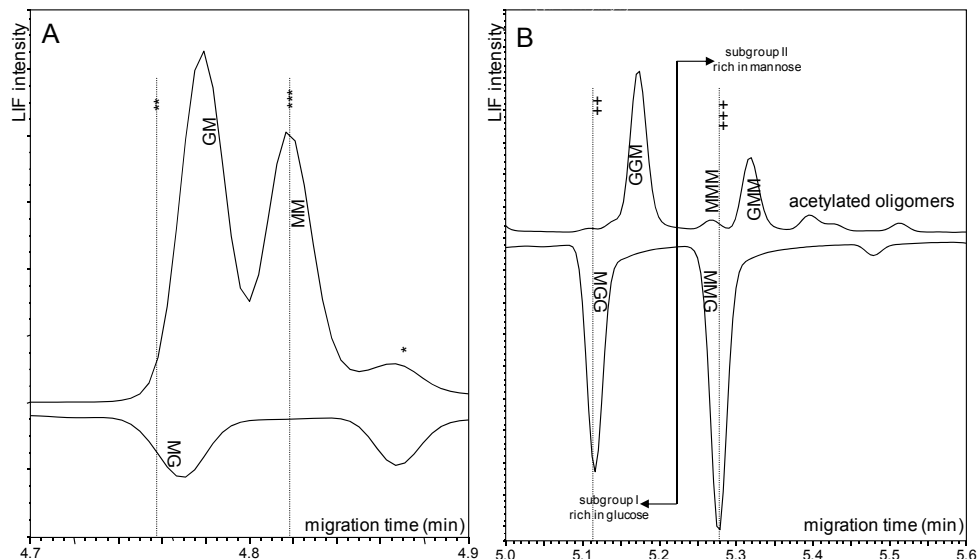 A
LIF intensity
**
***
GM
MM
*
MG
migration time (min)
4.7
4.8
4.9
B
LIF intensity
subgroup II
rich in mannose
++
+++
GGM
MMM
GMM
acetylated oligomers
MGG
MMG
subgroup I
rich in glucose
migration time (min)
5.0
5.1
5.2
5.3
5.4
5.5
5.6